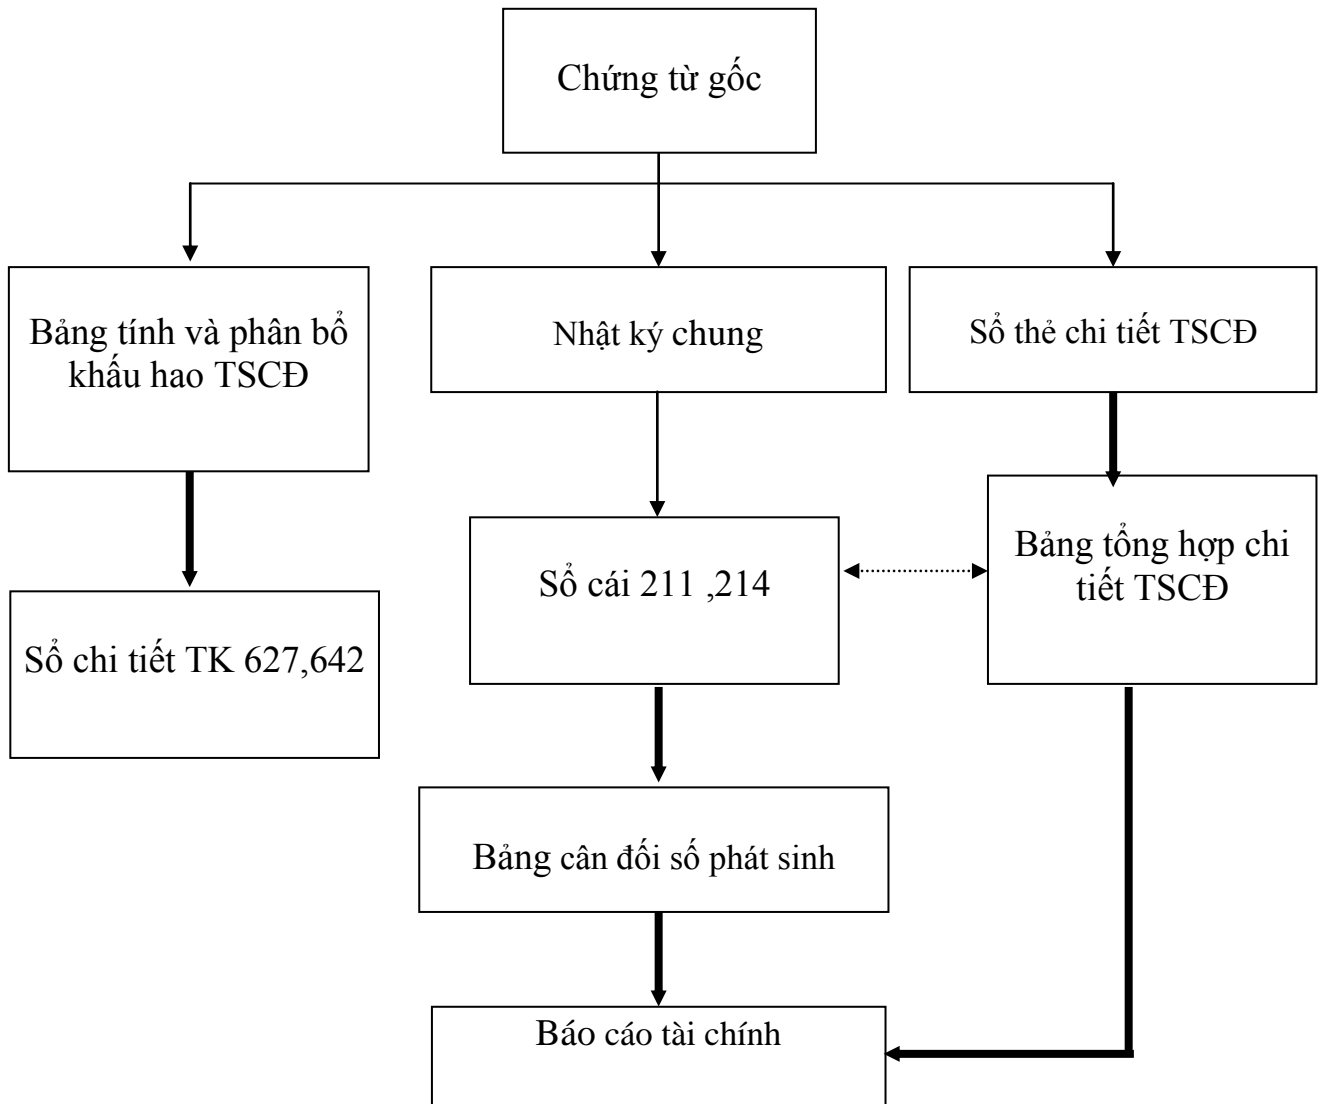 Chứng từ gốc
Bảng tính và phân bổ
khấu hao TSCĐ
Nhật ký chung
Sổ thẻ chi tiết TSCĐ
Sổ cái 211 ,214
Bảng tổng hợp chi
tiết TSCĐ
Sổ chi tiết TK 627,642
Bảng cân đối số phát sinh
Báo cáo tài chính